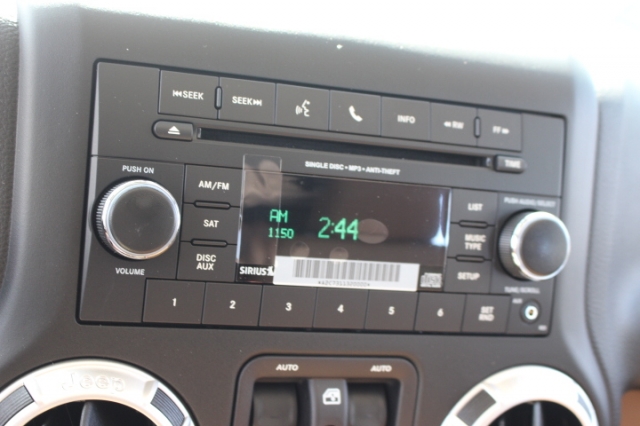 SEEK
SEEK
INFO
RW
FF
TIME
SINGLE DISC • MP3 • ANTI-THEFT
PUSH ON
PUSH AUDIO/SELECT
AM/FM
LIST
AM
2:44
SAT
1150
MUSIC
TYPE
DISC
AUX
SIRIUS
SETUP
VOLUME
TUNE/SCROLL
1
2
3
4
5
6
SET
RND
AUTO
AUTO
Jeep